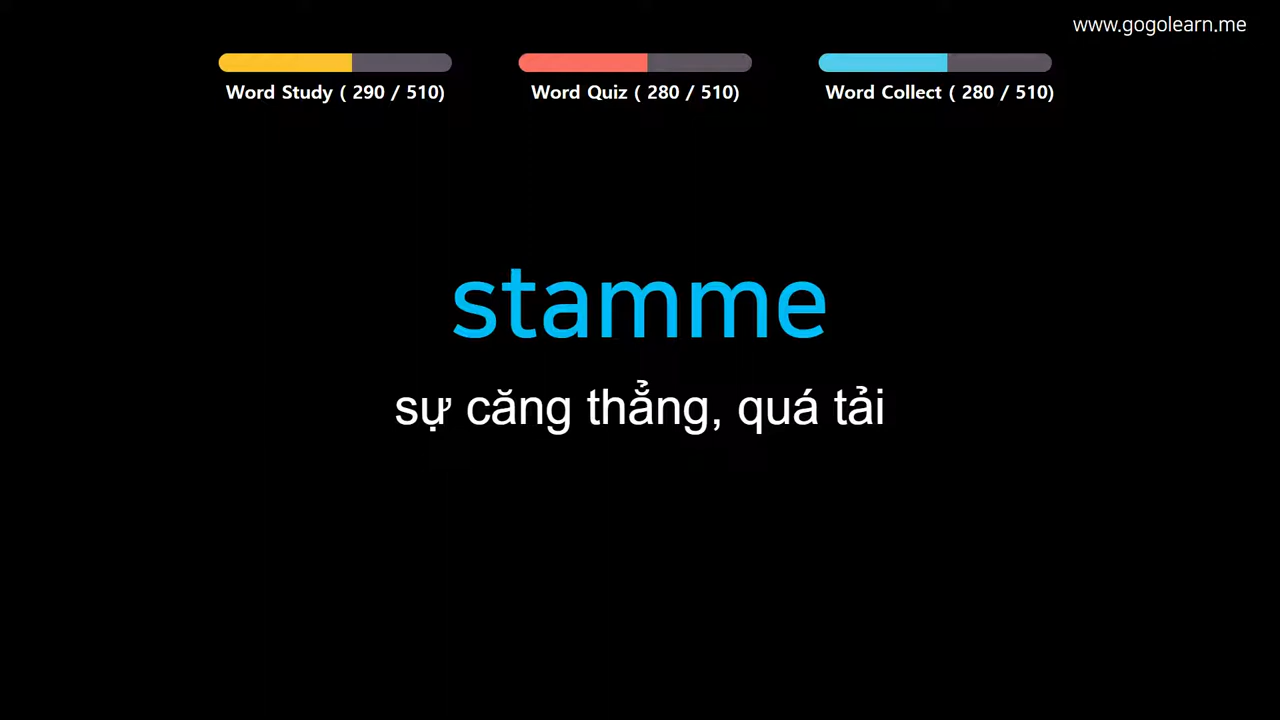 www.gogolearn.me
Word Study ( 290 / 510)
Word Quiz ( 280 / 510)
Word Collect ( 280 / 510)
stamme
sự căng thẳng, quá tải